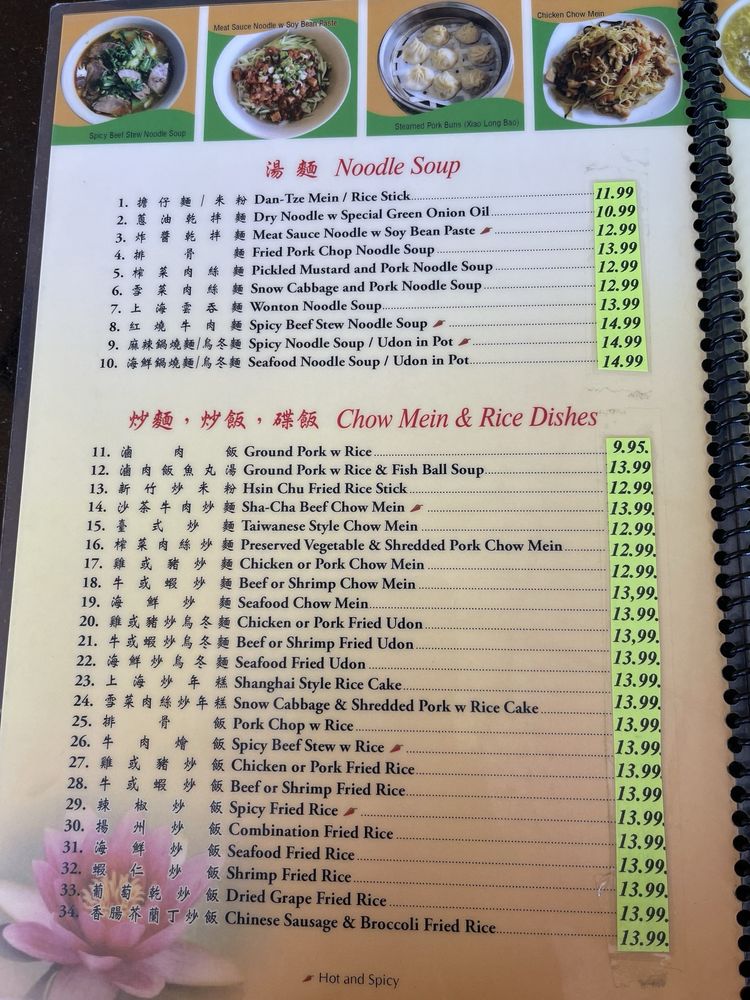 Spicy Beef Stew Noodle Soup
Meat Sauce Noodle w Soy Bean Paste
Steamed Pork Buns (Xiao Long Bao)
Chicken Chow Mein
湯麵 Noodle Soup
1. 擔仔麵/米粉 Dan-Tze Mein / Rice Stick 11.99
2. 蔥油乾拌麵 Dry Noodle w Special Green Onion Oil 10.99
3. 炸醬乾拌麵 Meat Sauce Noodle w Soy Bean Paste 12.99
4. 排骨麵 Fried Pork Chop Noodle Soup 13.99
5. 榨菜肉絲麵 Pickled Mustard and Pork Noodle Soup 12.99
6. 雪菜肉絲麵 Snow Cabbage and Pork Noodle Soup 12.99
7. 上海雲吞麵 Wonton Noodle Soup 13.99
8. 紅燒牛肉麵 Spicy Beef Stew Noodle Soup 14.99
9. 麻辣鍋燒麵/烏冬麵 Spicy Noodle Soup / Udon in Pot 14.99
10. 海鮮鍋燒麵/烏冬麵 Seafood Noodle Soup / Udon in Pot 14.99
炒麵，炒飯，碟飯 Chow Mein & Rice Dishes
11. 滷肉飯 Ground Pork w Rice 9.95.
12. 滷肉飯魚丸湯 Ground Pork w Rice & Fish Ball Soup 13.99
13. 新竹炒米粉 Hsin Chu Fried Rice Stick 12.99.
14. 沙茶牛肉炒麵 Sha-Cha Beef Chow Mein 13.99.
15. 臺式炒麵 Taiwanese Style Chow Mein 12.99.
16. 榨菜肉絲炒麵 Preserved Vegetable & Shredded Pork Chow Mein 12.99.
17. 雞或豬炒麵 Chicken or Pork Chow Mein 12.99.
18. 牛或蝦炒麵 Beef or Shrimp Chow Mein 13,99.
19. 海鮮炒麵 Seafood Chow Mein 13.99.
20. 雞或豬炒烏冬麵 Chicken or Pork Fried Udon 13,99.
21. 牛或蝦炒烏冬麵 Beef or Shrimp Fried Udon 13.99.
22. 海鮮炒烏冬麵 Seafood Fried Udon 13.99.
23. 上海炒年糕 Shanghai Style Rice Cake 13.99.
24. 雪菜肉絲炒年糕 Snow Cabbage & Shredded Pork w Rice Cake 13.99.
25. 排骨飯 Pork Chop w Rice 13.99.
26. 牛肉燴飯 Spicy Beef Stew w Rice 13.99.
27. 雞或豬炒飯 Chicken or Pork Fried Rice 13.99.
28. 牛或蝦炒飯 Beef or Shrimp Fried Rice 13.99
29. 辣椒炒飯 Spicy Fried Rice 13.99.
30. 揚州炒飯 Combination Fried Rice 13.99.
31. 海鮮炒飯 Seafood Fried Rice 13.99.
32. 蝦仁炒飯 Shrimp Fried Rice 13.99.
33. 葡萄乾炒飯 Dried Grape Fried Rice 13.99.
34. 香腸芥蘭丁炒飯 Chinese Sausage & Broccoli Fried Rice 13.99.
Hot and Spicy